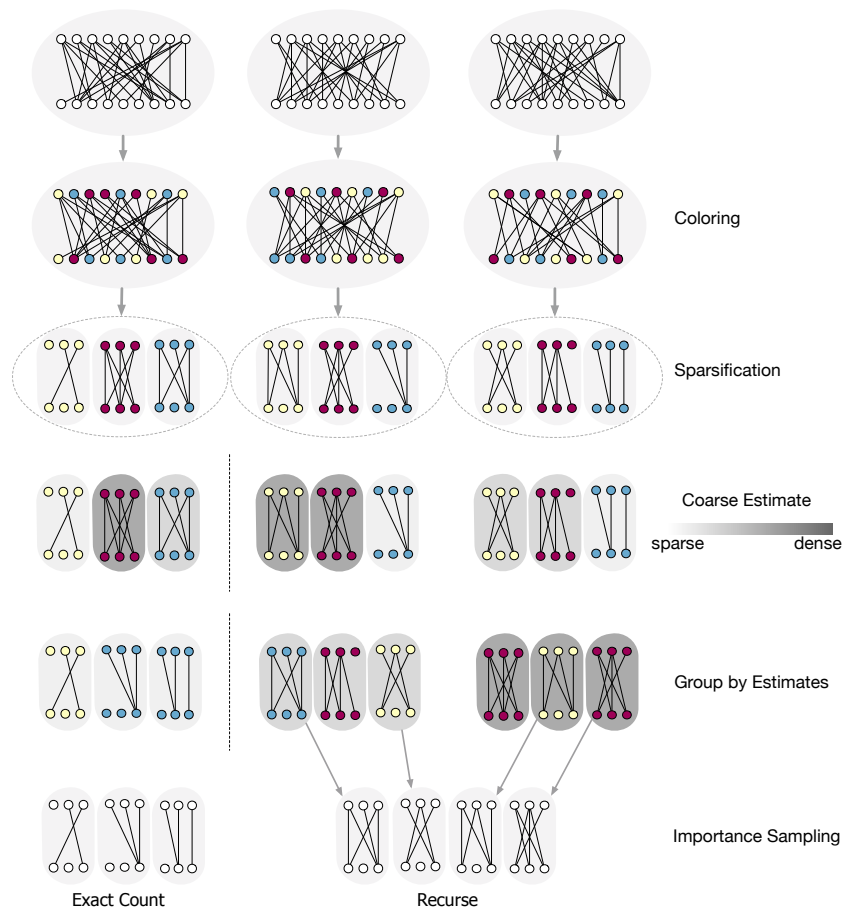 Coloring
Sparsification
Coarse Estimate
sparse dense
Group by Estimates
Importance Sampling
Exact Count Recurse